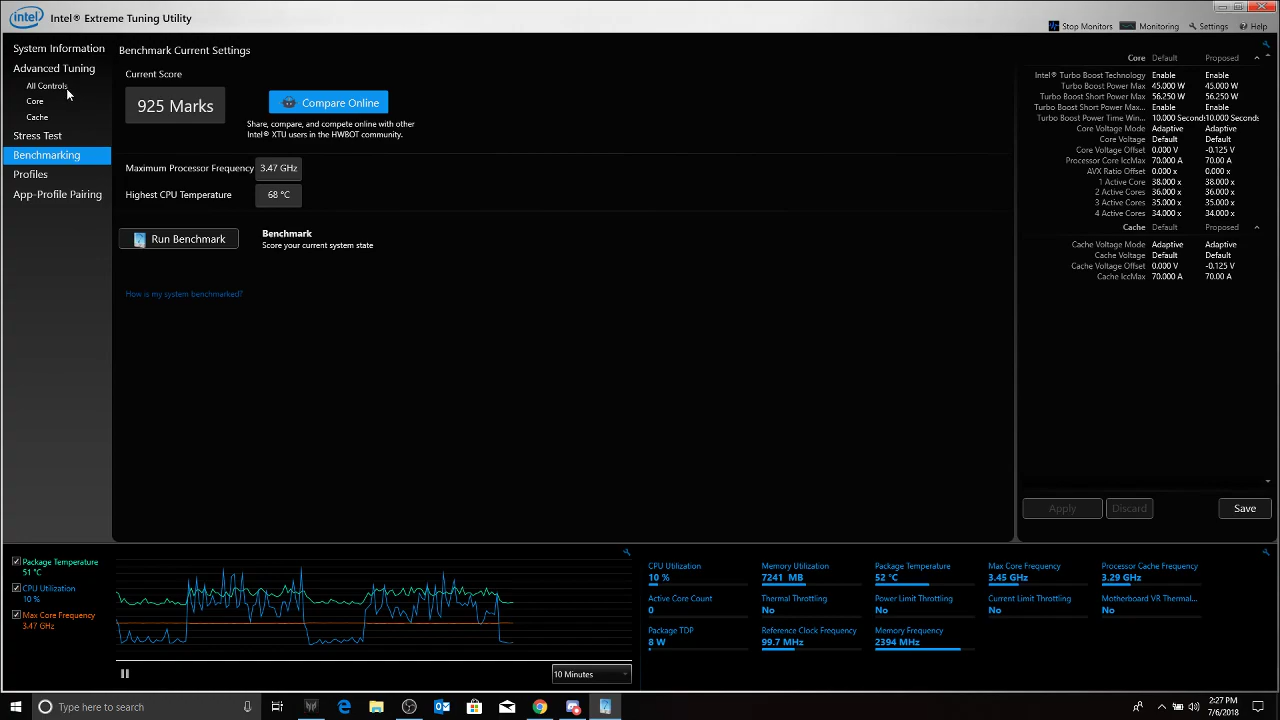 intel Intel® Extreme Tuning Utility
Stop Monitors Monitoring Settings Help
System Information
Advanced Tuning
All Controls
Core
Cache
Stress Test
Benchmarking
Profiles
App-Profile Pairing
Benchmark Current Settings
Current Score
925 Marks
Compare Online
Share, compare, and compete online with other
Intel® XTU users in the HWBOT community.
Maximum Processor Frequency 3.47 GHz
Highest CPU Temperature 68 °C
Run Benchmark
Benchmark
Score your current system state
How is my system benchmarked?
Core Default Proposed
Intel® Turbo Boost Technology Enable Enable
Turbo Boost Power Max 45.000 W 45.000 W
Turbo Boost Short Power Max 56.250 W 56.250 W
Turbo Boost Short Power Max... Enable Enable
Turbo Boost Power Time Win... 10.000 Seconds 10.000 Seconds
Core Voltage Mode Adaptive Adaptive
Core Voltage Default Default
Core Voltage Offset 0.000 V -0.125 V
Processor Core IccMax 70.000 A 70.00 A
AVX Ratio Offset 0.000 x 0.000 x
1 Active Core 38.000 x 38.000 x
2 Active Cores 36.000 x 36.000 x
3 Active Cores 35.000 x 35.000 x
4 Active Cores 34.000 x 34.000 x
Cache Default Proposed
Cache Voltage Mode Adaptive Adaptive
Cache Voltage Default Default
Cache Voltage Offset 0.000 V -0.125 V
Cache IccMax 70.000 A 70.00 A
Apply Discard Save
Package Temperature
51 °C
CPU Utilization
10 %
Max Core Frequency
3.47 GHz
10 Minutes
CPU Utilization Memory Utilization Package Temperature Max Core Frequency Processor Cache Frequency
10 % 7241 MB 52 °C 3.45 GHz 3.29 GHz
Active Core Count Thermal Throttling Power Limit Throttling Current Limit Throttling Motherboard VR Thermal...
0 No No No No
Package TDP Reference Clock Frequency Memory Frequency
8 W 99.7 MHz 2394 MHz
Type here to search
2:27 PM
7/6/2018